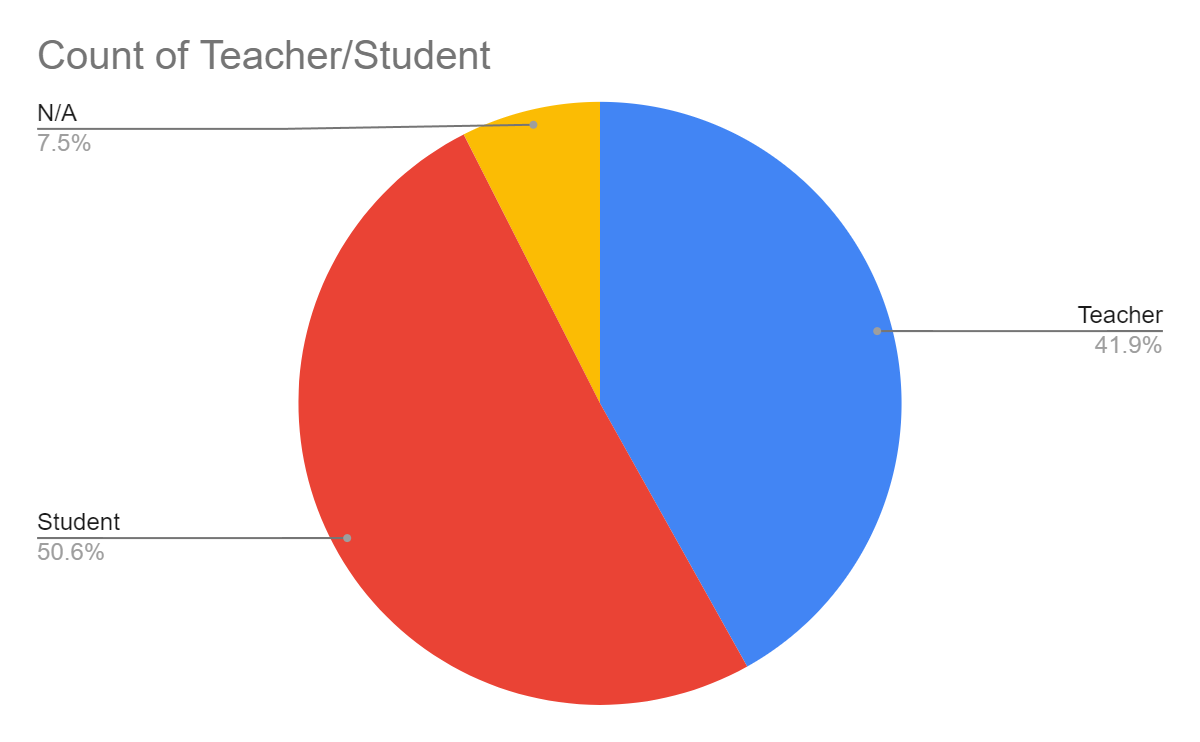 Count of Teacher/Student
N/A
7.5%
Teacher
41.9%
Student
50.6%